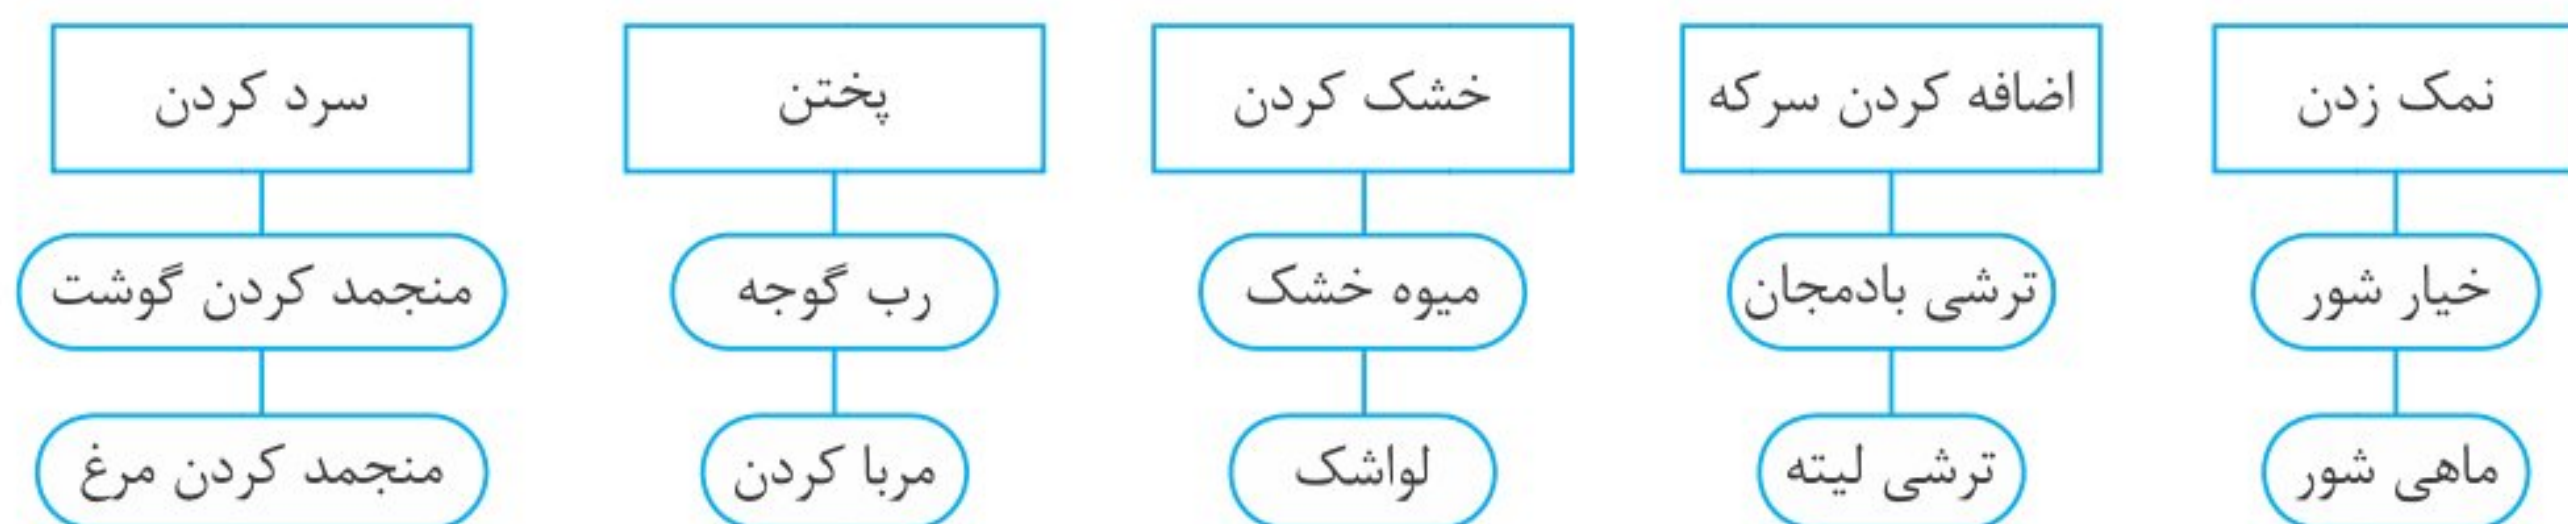 نمک زدن
خیار شور
ماهی شور
اضافه کردن سرکه
ترشی بادمجان
ترشی لیته
خشک کردن
میوه خشک
لواشک
پختن
رب گوجه
مربا کردن
سرد کردن
منجمد کردن گوشت
منجمد کردن مرغ